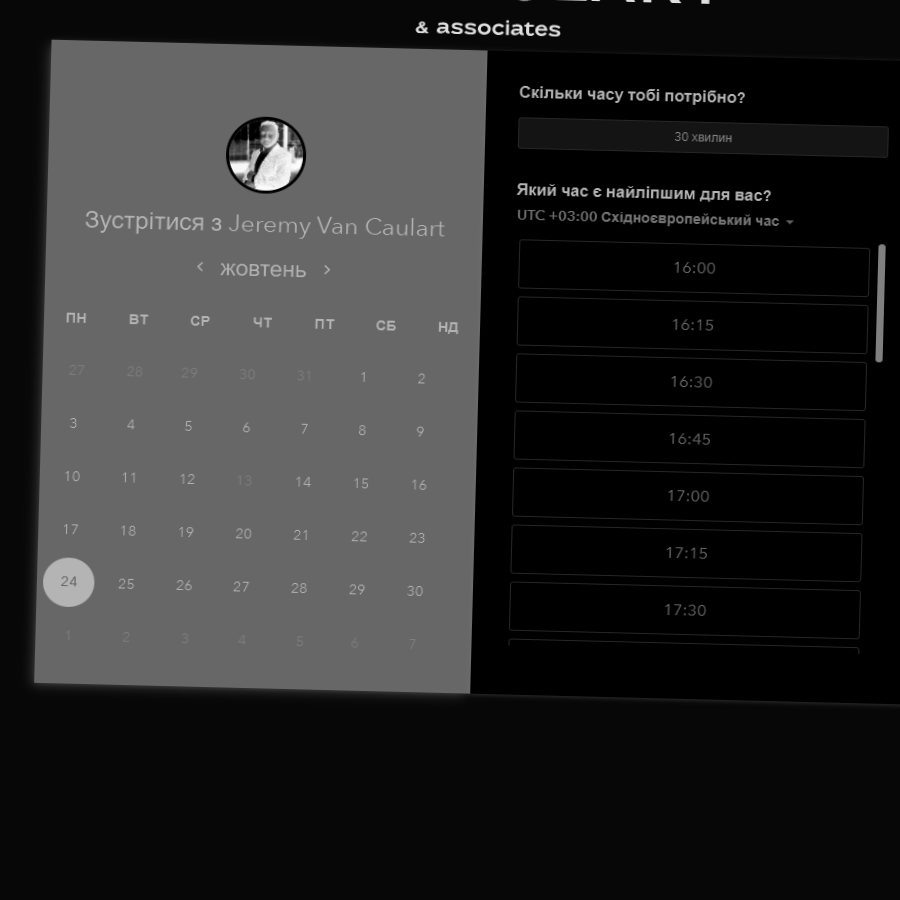 & associates
Зустрітися з Jeremy Van Caulart
жовтень
ПН ВТ СР ЧТ ПТ СБ НД
27 28 29 30 31 1 2
3 4 5 6 7 8 9
10 11 12 13 14 15 16
17 18 19 20 21 22 23
24 25 26 27 28 29 30
1 2 3 4 5 6 7
Скільки часу тобі потрібно?
30 хвилин
Який час є найліпшим для вас?
UTC +03:00 Східноєвропейський час
16:00
16:15
16:30
16:45
17:00
17:15
17:30